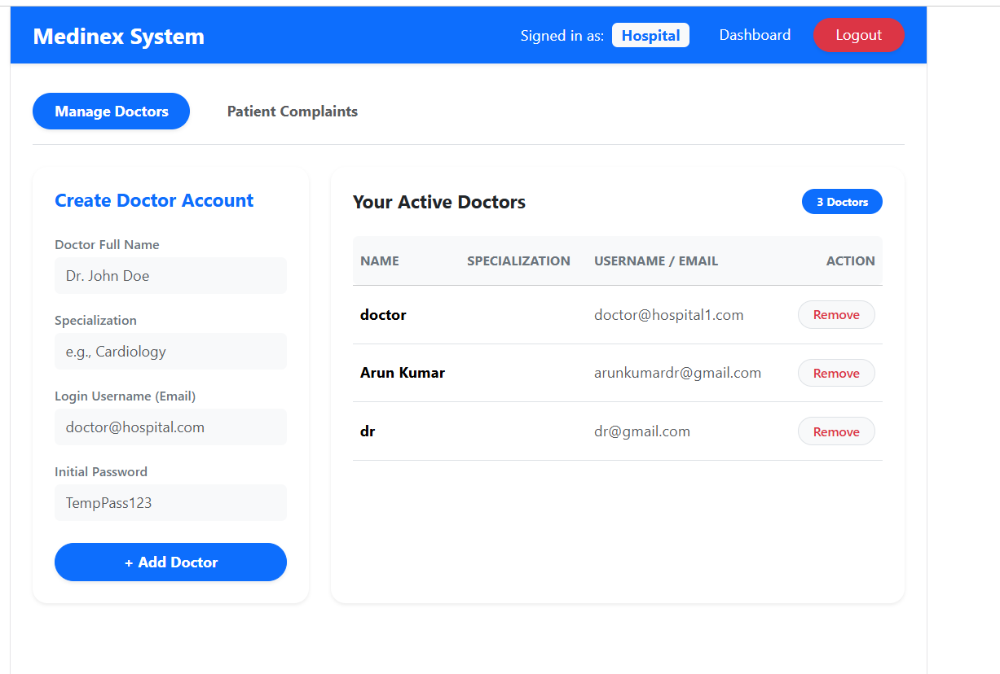 Medinex System
Signed in as: Hospital Dashboard Logout
Manage Doctors Patient Complaints
Create Doctor Account
Doctor Full Name
Dr. John Doe
Specialization
e.g., Cardiology
Login Username (Email)
doctor@hospital.com
Initial Password
TempPass123
+ Add Doctor
Your Active Doctors 3 Doctors
NAME SPECIALIZATION USERNAME / EMAIL ACTION
doctor doctor@hospital1.com Remove
Arun Kumar arunkumardr@gmail.com Remove
dr dr@gmail.com Remove